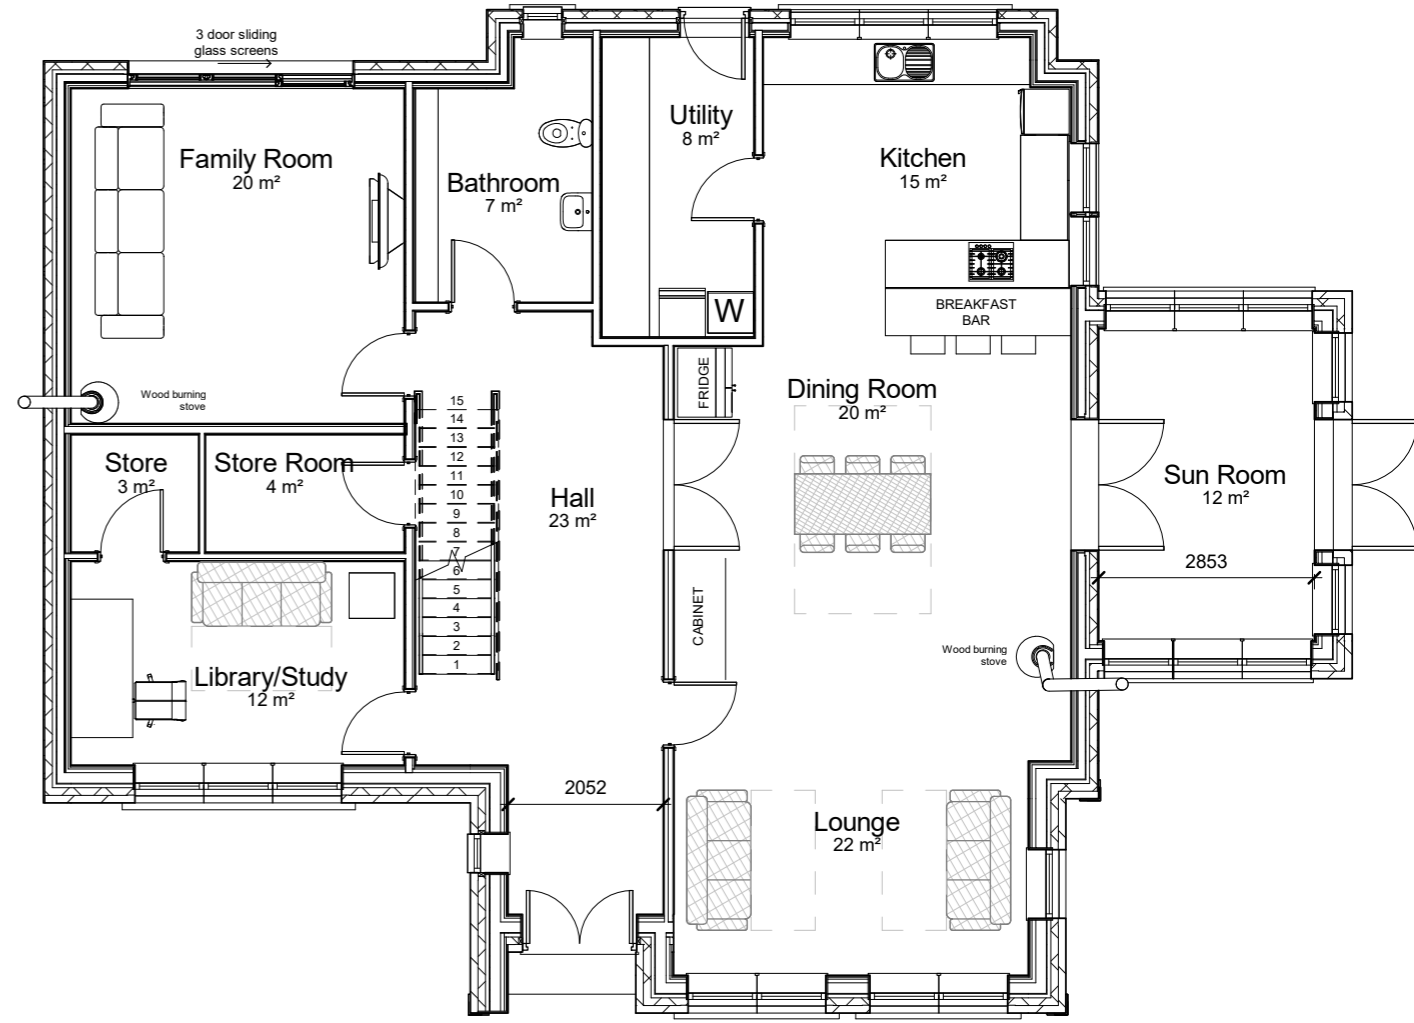 3 door sliding
glass screens
Family Room
20 m²
Bathroom
7 m²
Utility
8 m²
Kitchen
15 m²
W
BREAKFAST
BAR
FRIDGE
Dining Room
20 m²
Wood burning
stove
Store
3 m²
Store Room
4 m²
15
14
13
12
11
10
9
8
7
6
5
4
3
2
1
Hall
23 m²
Sun Room
12 m²
2853
CABINET
Wood burning
stove
Library/Study
12 m²
2052
Lounge
22 m²